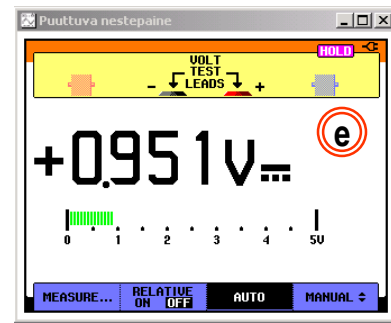 Puuttuva nestepaine
HOLD
VOLT
TEST
- LEADS +
e
+0.951V
0 1 2 3 4 5V
MEASURE... RELATIVE ON OFF AUTO MANUAL